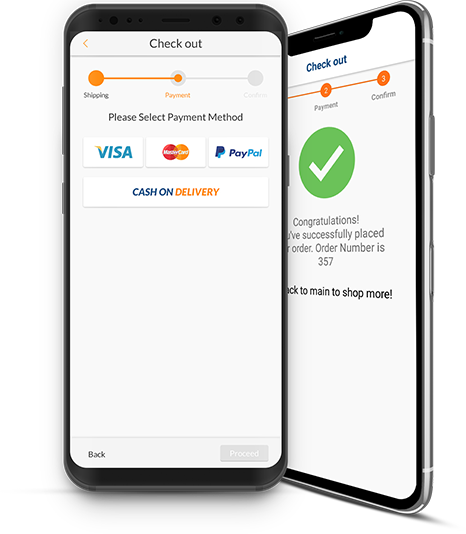 Check out
Shipping
Payment
Confirm
Please Select Payment Method
VISA
MasterCard
PayPal
CASH ON DELIVERY
Back
Proceed
Check out
2
3
Payment
Confirm
Congratulations!
've successfully placed
order. Order Number is
357
ck to main to shop more!